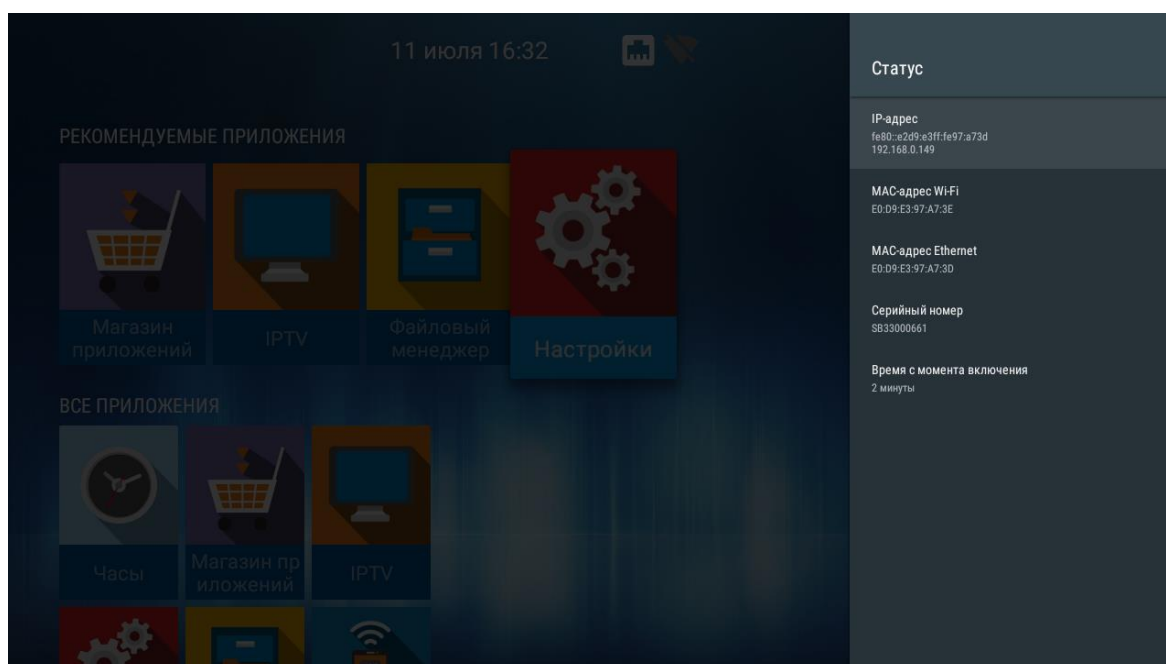 11 июля 16:32
РЕКОМЕНДУЕМЫЕ ПРИЛОЖЕНИЯ
Магазин
приложений
IPTV
Файловый
менеджер
Настройки
ВСЕ ПРИЛОЖЕНИЯ
Часы
Магазин пр
иложений
IPTV
Статус
IP-адрес
fe80::e2d9:e3ff:fe97:a73d
192.168.0.149
MAC-адрес Wi-Fi
E0:D9:E3:97:A7:3E
MAC-адрес Ethernet
E0:D9:E3:97:A7:3D
Серийный номер
SB33000661
Время с момента включения
2 минуты